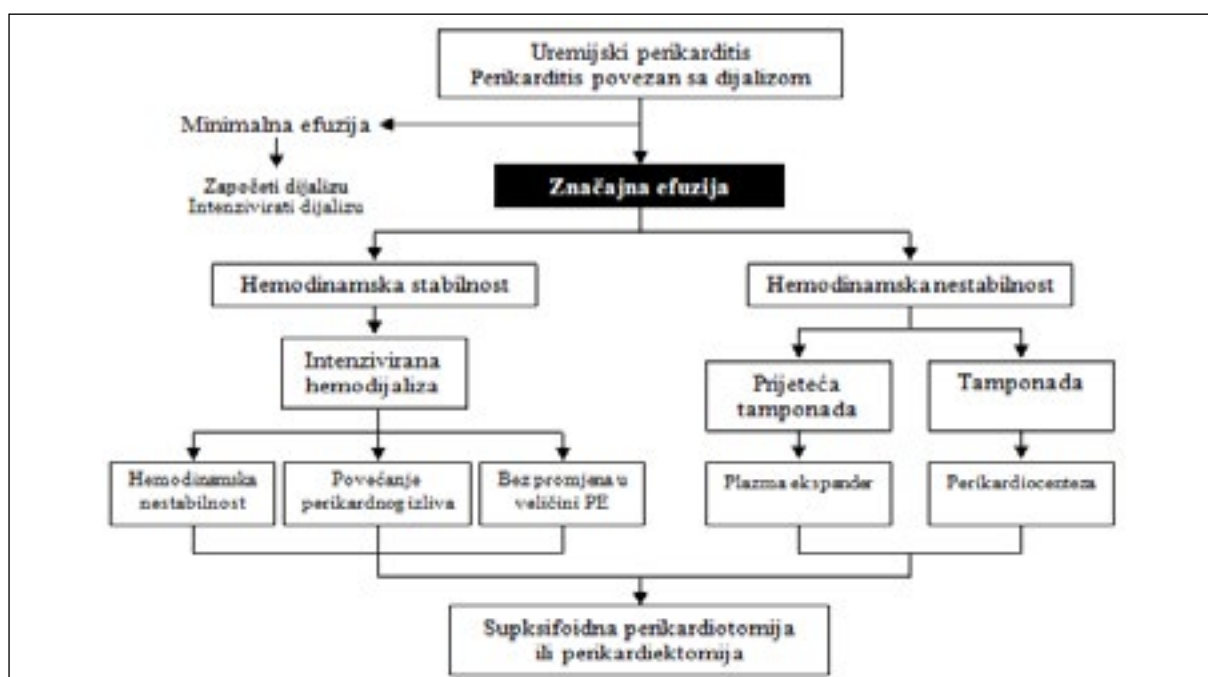 Uremijski perikarditis
Perikarditis povezan sa dijalizom
Minimalna efuzija
Započeti dijalizu
Intenzivirati dijalizu
Značajna efuzija
Hemodinamska stabilnost
Hemodinamska nestabilnost
Intenzivirana
hemodijaliza
Prijeteća
tamponada
Tamponada
Hemodinamska
nestabilnost
Povećanje
perikardnog izliva
Bez promjena u
veličini PE
Plazma ekspander
Perikardiocenteza
Supksifoidna perikardiotomija
ili perikardiektomija